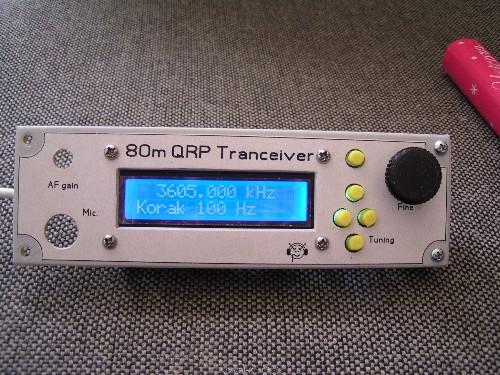 80m QRP Tranceiver
AF gain
Mic.
3605.000 kHz
Korak 100 Hz
Fine
Tuning